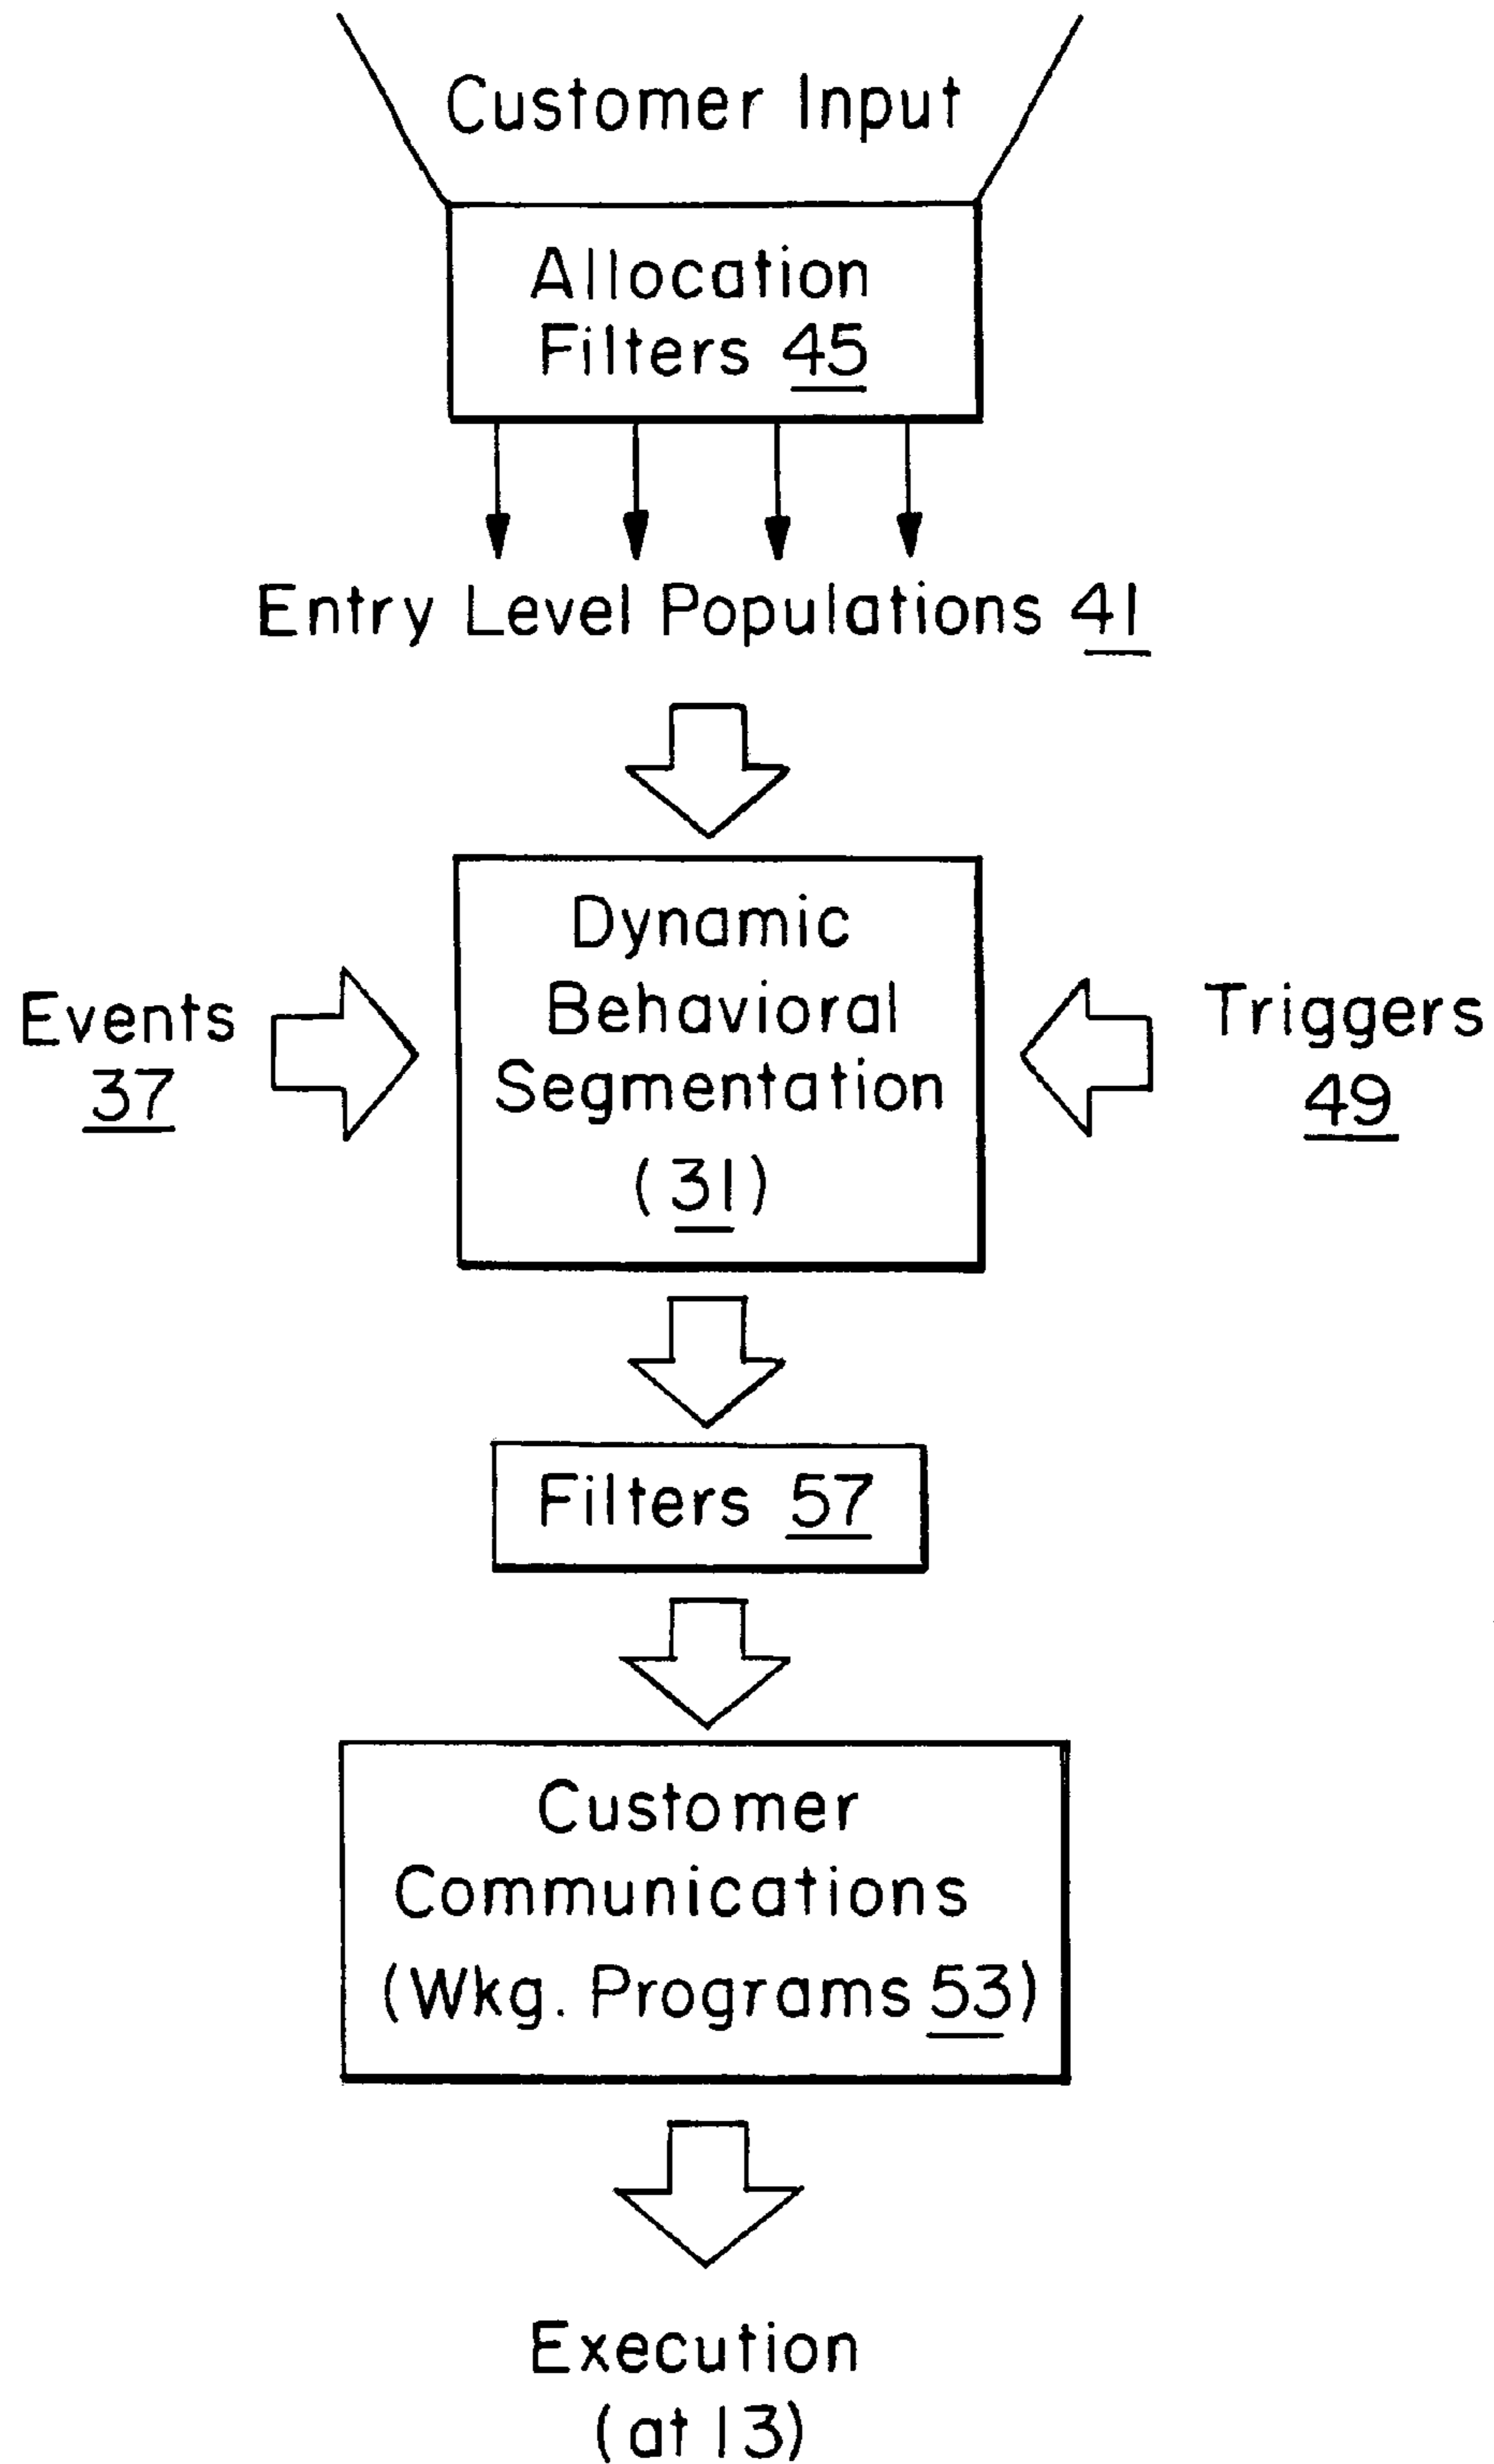 Customer Input
Allocation
Filters 45
Entry Level Populations 41
Events
37
Dynamic
Behavioral
Segmentation
(31)
Triggers
49
Filters 57
Customer
Communications
(Wkg. Programs 53)
Execution
(at 13)